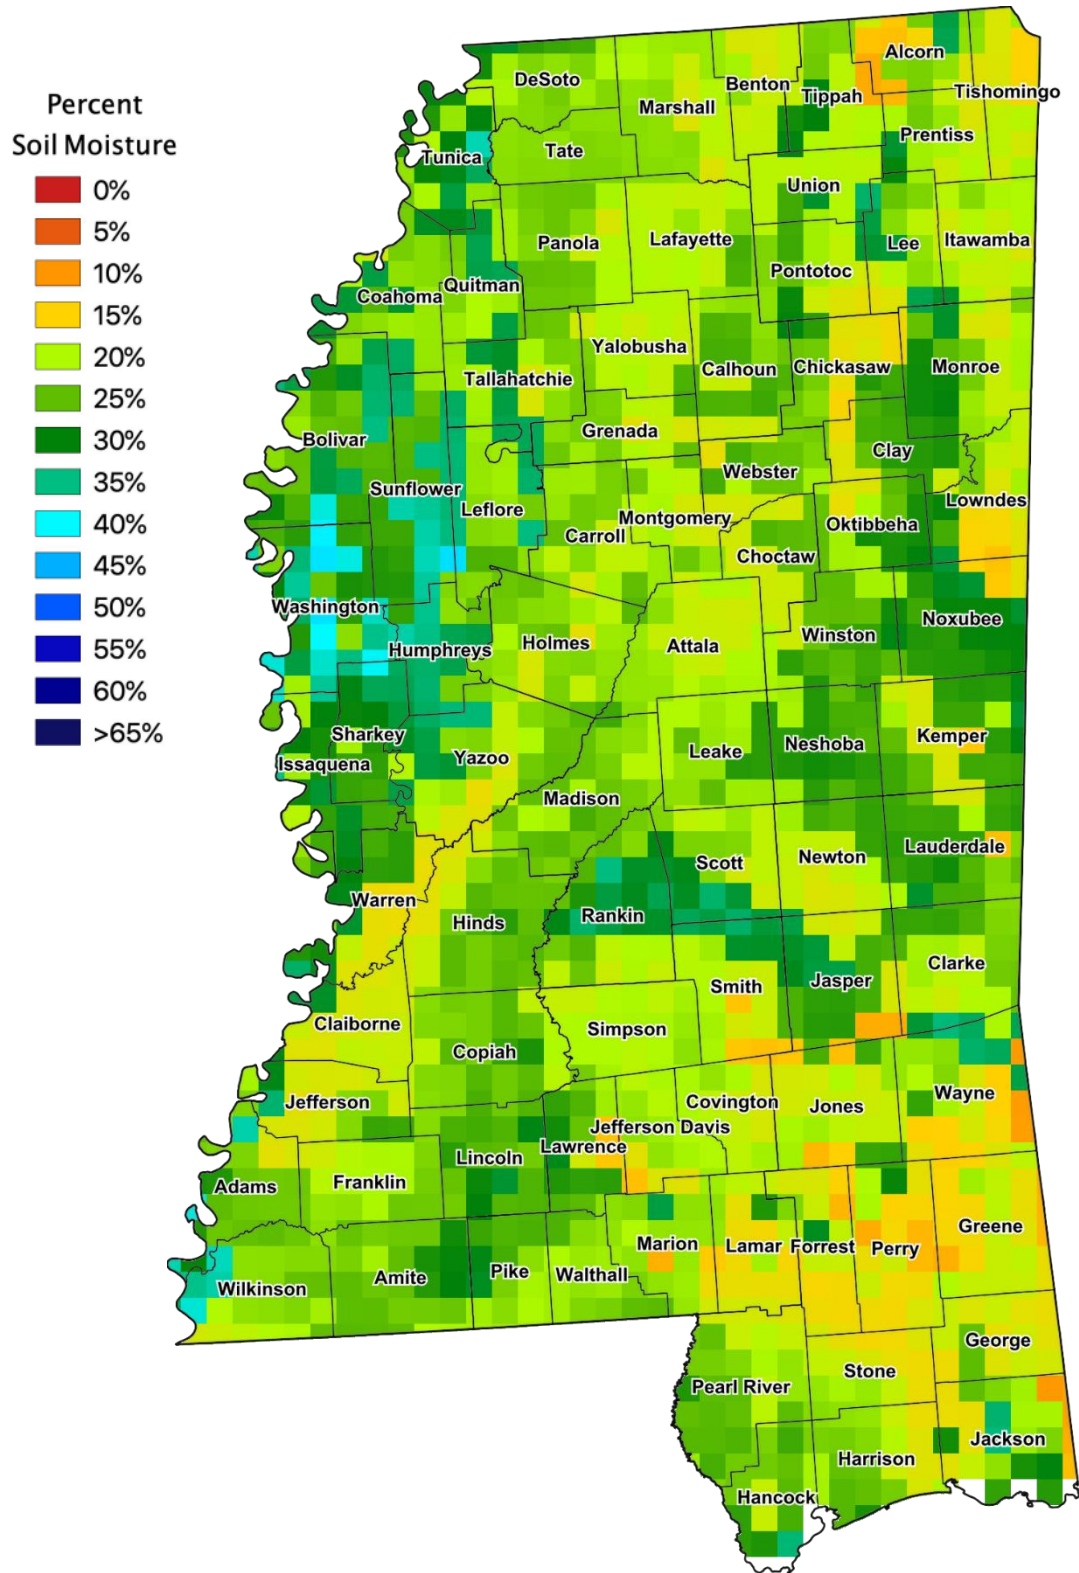 Percent
Soil Moisture
0%
5%
10%
15%
20%
25%
30%
35%
40%
45%
50%
55%
60%
>65%
DeSoto
Marshall
Benton
Tippah
Alcorn
Tishomingo
Tunica
Tate
Prentiss
Union
Panola
Lafayette
Pontotoc
Lee
Itawamba
Coahoma
Quitman
Tallahatchie
Yalobusha
Calhoun
Chickasaw
Monroe
Bolivar
Sunflower
Leflore
Grenada
Webster
Clay
Carroll
Montgomery
Choctaw
Oktibbeha
Lowndes
Washington
Humphreys
Holmes
Attala
Winston
Noxubee
Sharkey
Issaquena
Yazoo
Madison
Leake
Neshoba
Kemper
Warren
Hinds
Rankin
Scott
Newton
Lauderdale
Claiborne
Copiah
Simpson
Smith
Jasper
Clarke
Jefferson
Lincoln
Lawrence
Jefferson Davis
Covington
Jones
Wayne
Adams
Franklin
Wilkinson
Amite
Pike
Walthall
Marion
Lamar
Forrest
Perry
Greene
Pearl River
Stone
George
Hancock
Harrison
Jackson